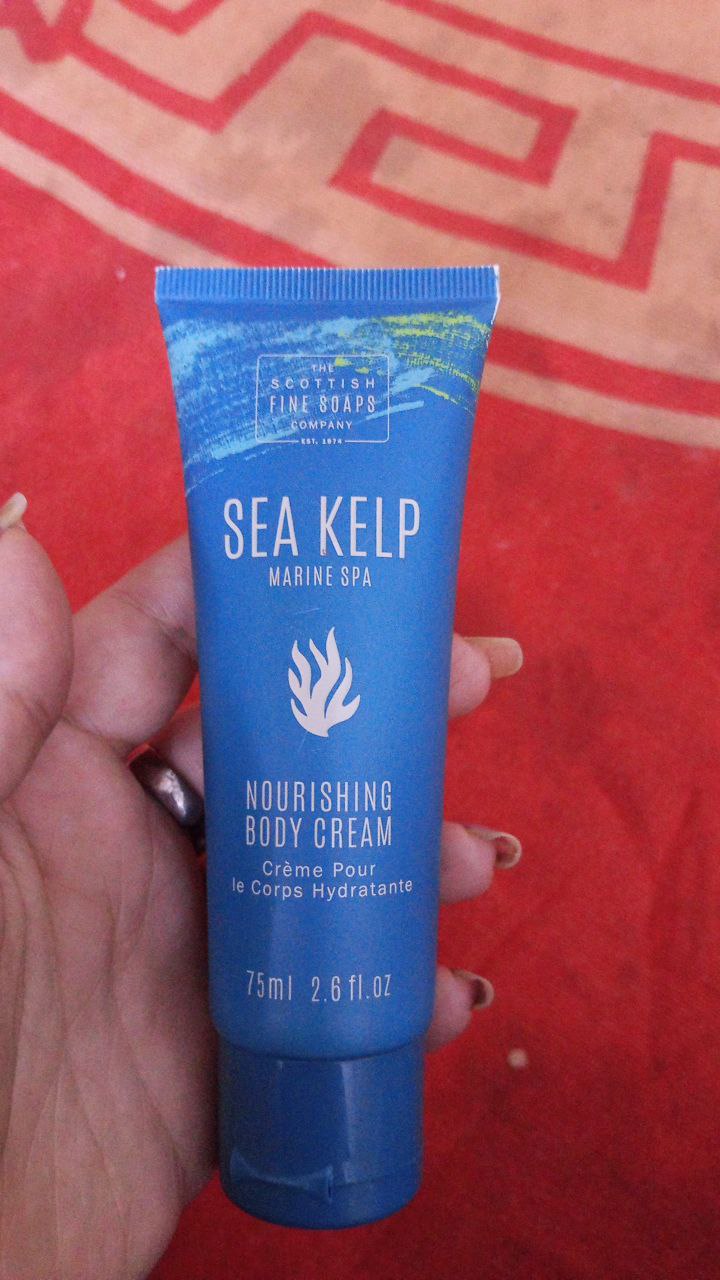 THE
SCOTTISH
FINE SOAPS
COMPANY
EST. 1974
SEA KELP
MARINE SPA
NOURISHING
BODY CREAM
Crème Pour
le Corps Hydratante
75ml 2.6 fl.oz